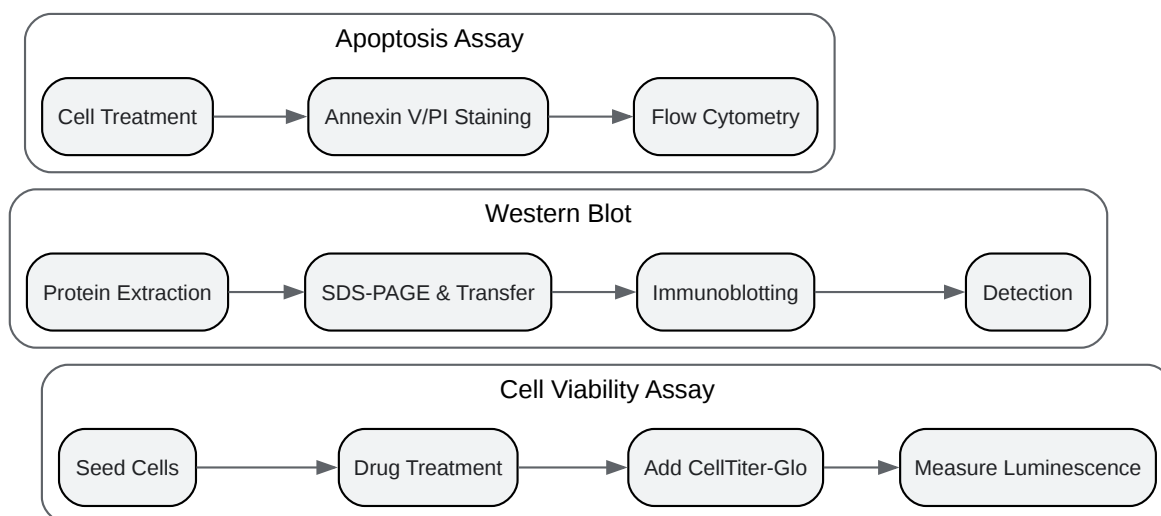 Apoptosis Assay
Cell Treatment
Annexin V/PI Staining
Flow Cytometry
Western Blot
Protein Extraction
SDS-PAGE & Transfer
Immunoblotting
Detection
Cell Viability Assay
Seed Cells
Drug Treatment
Add CellTiter-Glo
Measure Luminescence